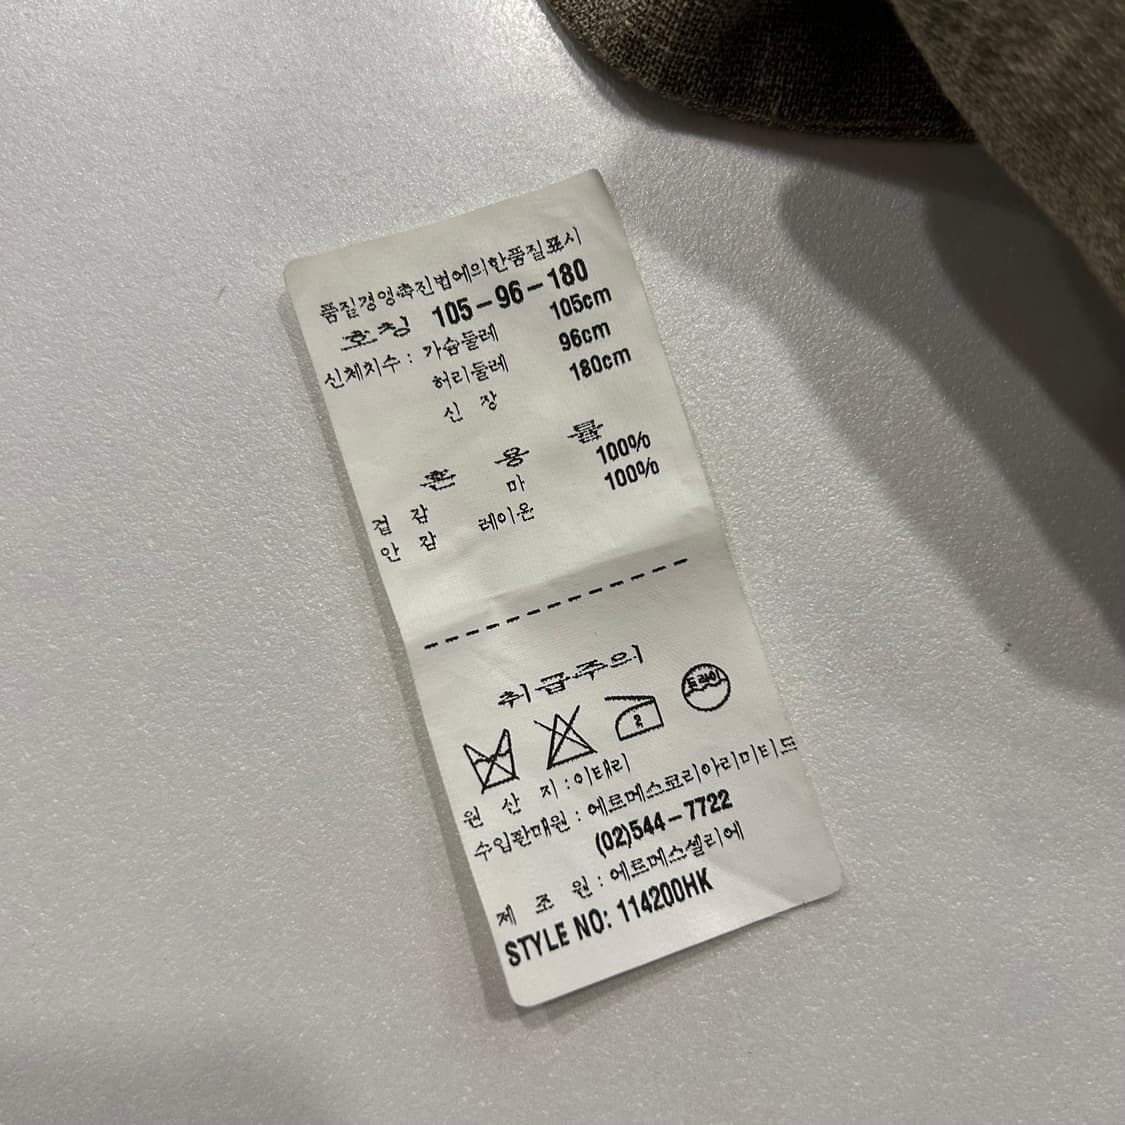 품질경영촉진법에의한품질표시
호칭 105-96-180
신체치수 : 가슴둘레 105cm
허리둘레 96cm
신 장 180cm
혼 용 률
겉 감 마 100%
안 감 레이온 100%
취급주의
2
드라이
원 산 지 : 이태리
수입판매원 : 에르메스코리아리미티드
(02)544-7722
제 조 원 : 에르메스셀리에
STYLE NO: 114200HK